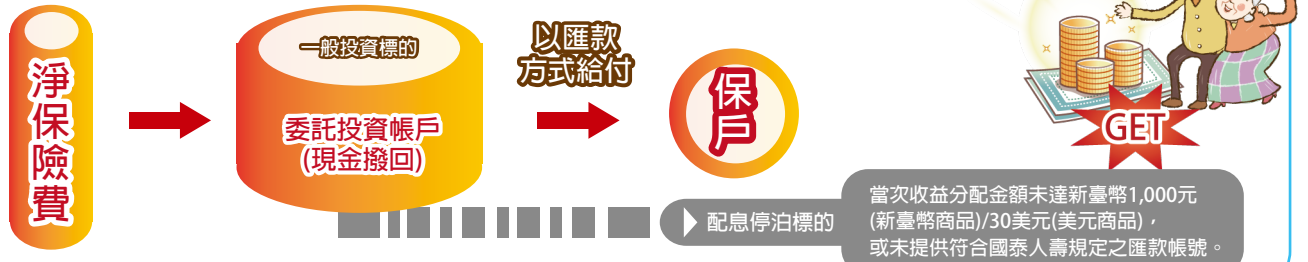 淨保險費
一般投資標的
委託投資帳戶
(現金撥回)
以匯款
方式給付
保戶
GET
配息停泊標的
當次收益分配金額未達新臺幣1,000元
(新臺幣商品)/30美元(美元商品)，
或未提供符合國泰人壽規定之匯款帳號。